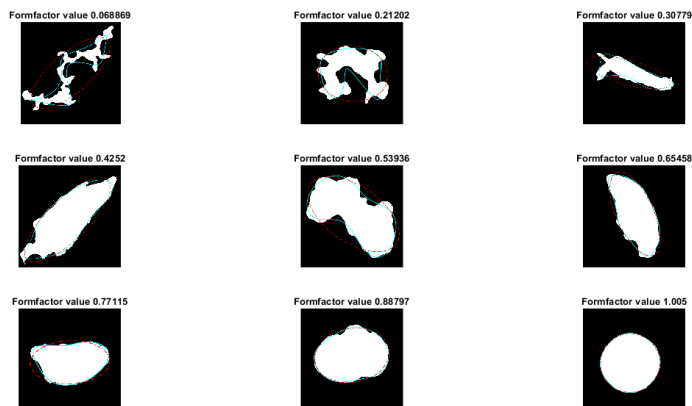 Formfactor value 0.068869
Formfactor value 0.21202
Formfactor value 0.30779
Formfactor value 0.4252
Formfactor value 0.53936
Formfactor value 0.65458
Formfactor value 0.77115
Formfactor value 0.88797
Formfactor value 1.005